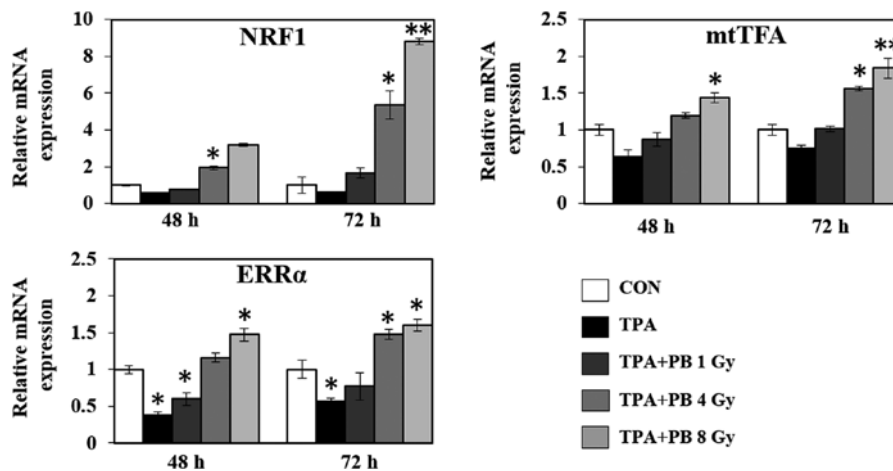 NRF1
Relative mRNA
expression
10
8
6
4
2
0
*
*
**
48 h
72 h
mtTFA
Relative mRNA
expression
2.5
2
1.5
1
0.5
0
*
*
**
48 h
72 h
ERRα
Relative mRNA
expression
2.5
2
1.5
1
0.5
0
*
*
*
*
*
*
48 h
72 h
CON
TPA
TPA+PB 1 Gy
TPA+PB 4 Gy
TPA+PB 8 Gy